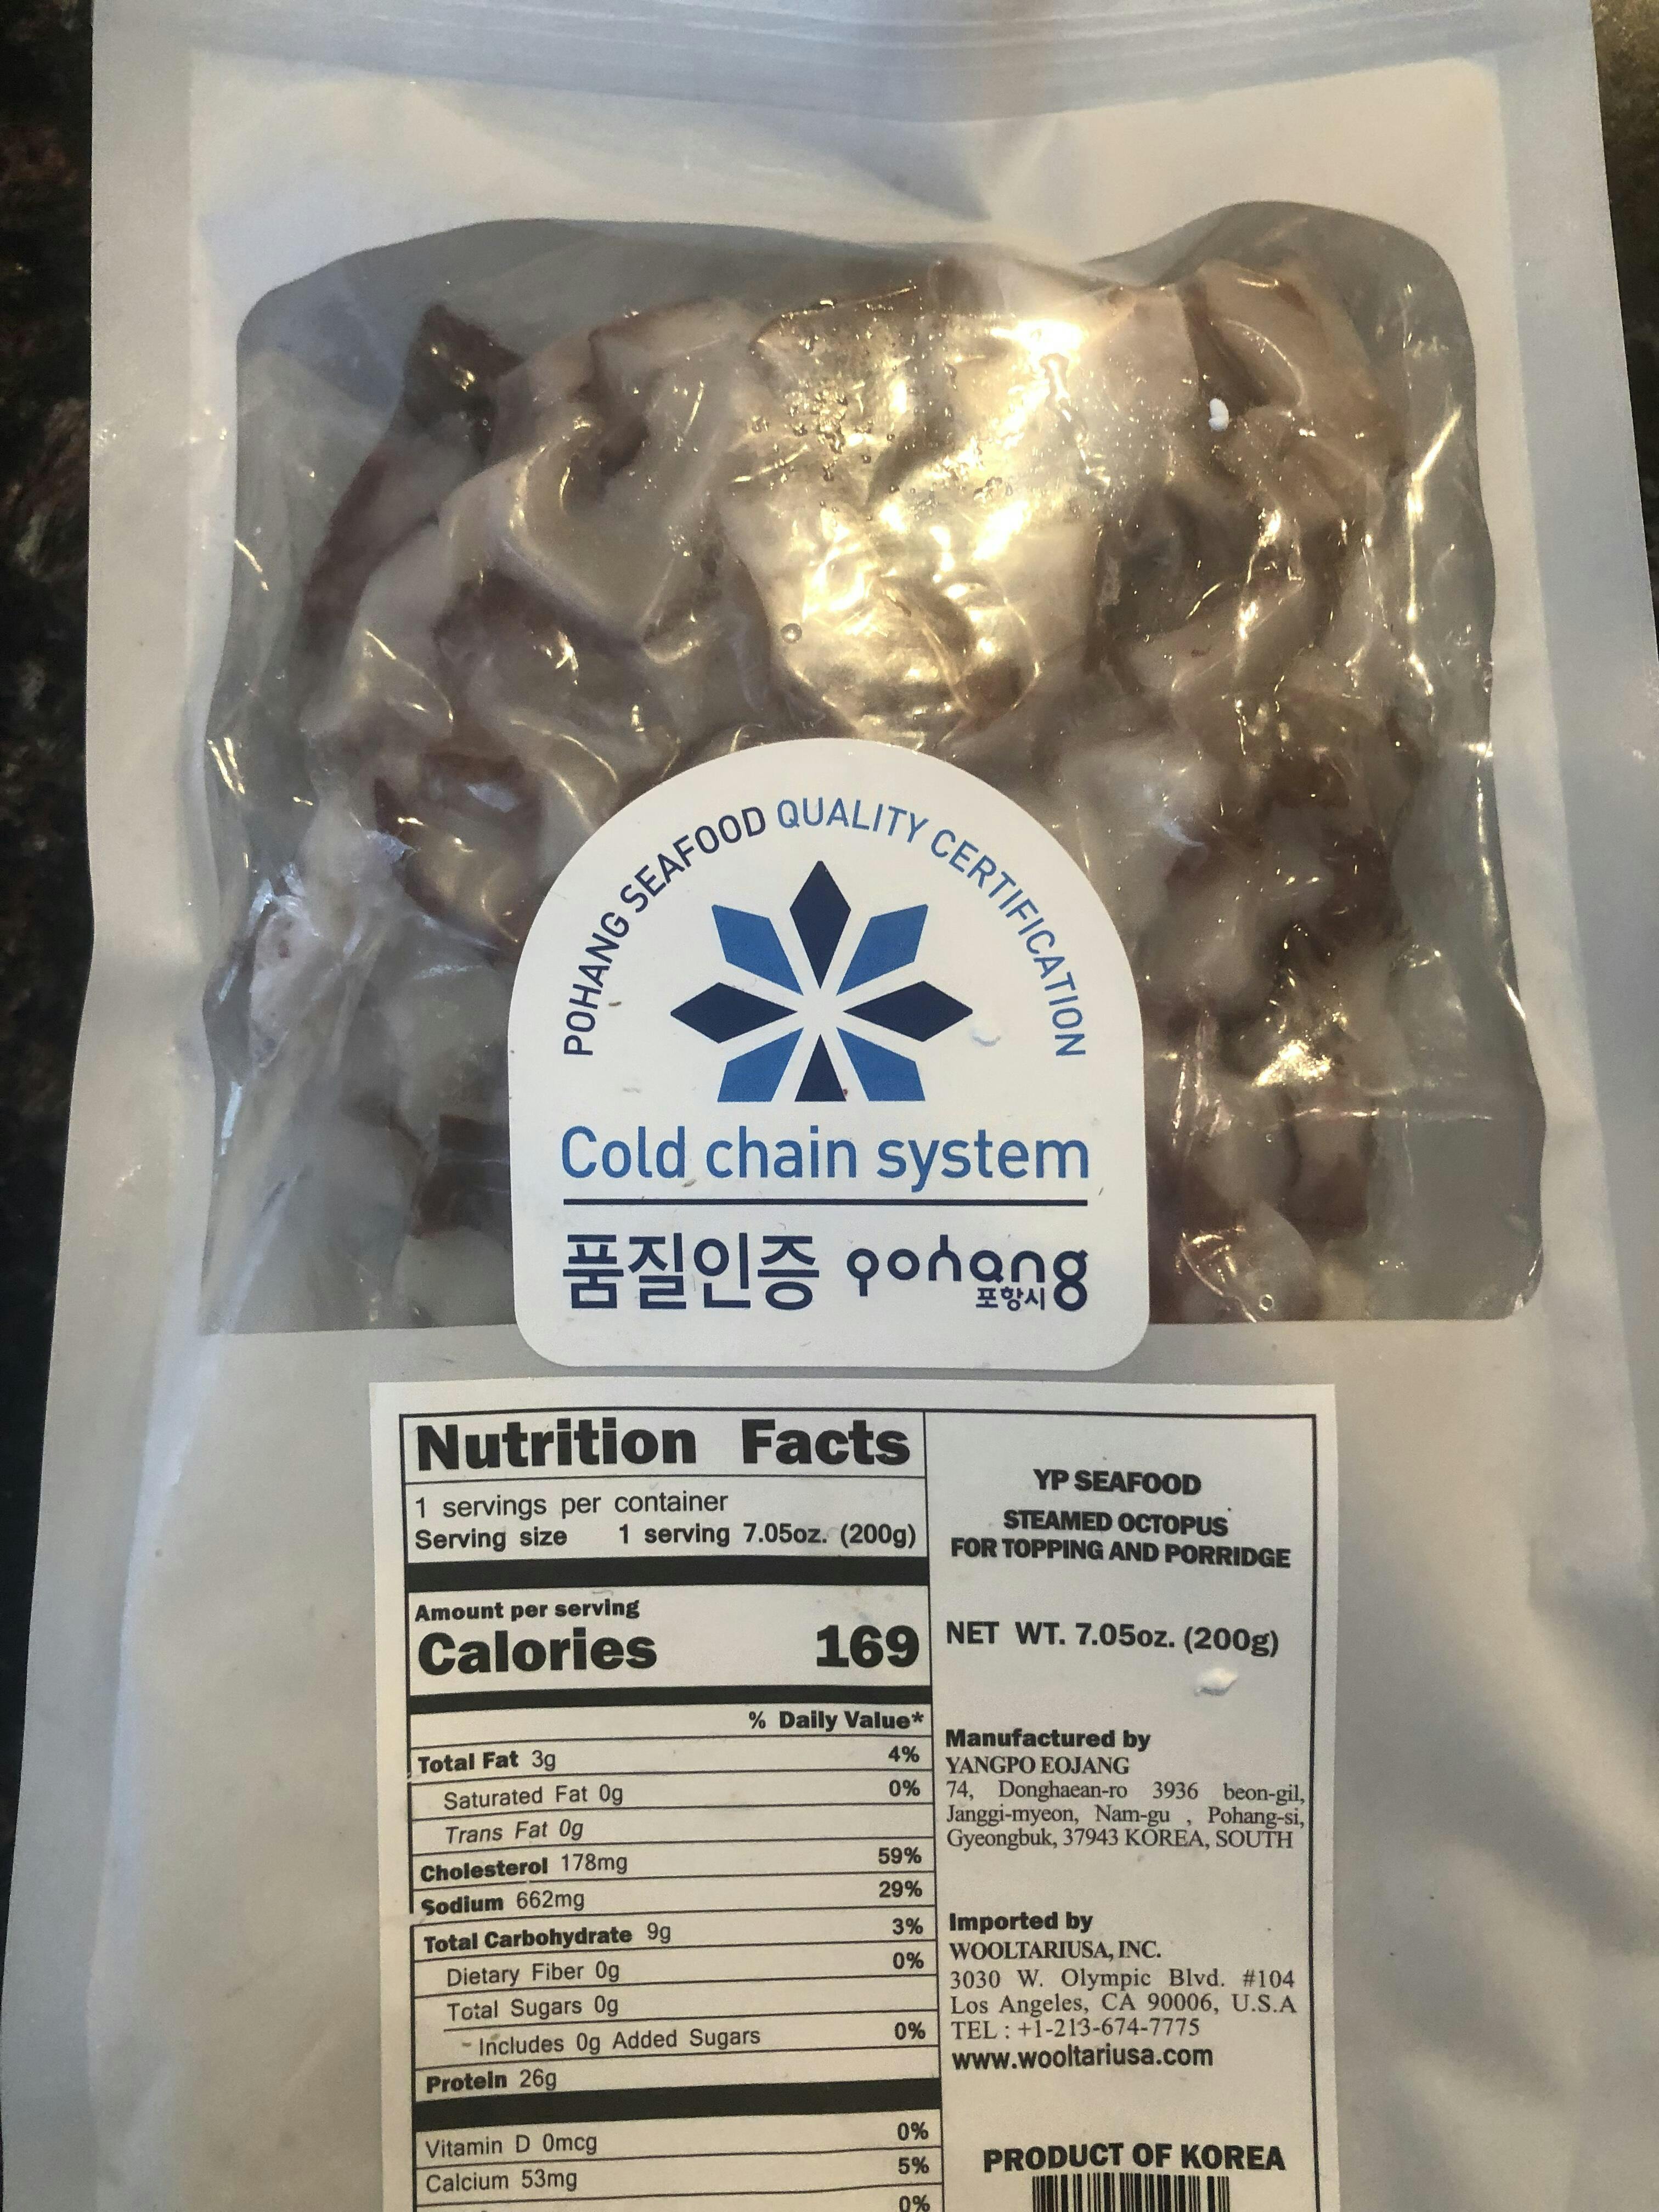 POHANG SEAFOOD QUALITY CERTIFICATION
Cold chain system
품질인증 pohang
포항시
Nutrition Facts
1 servings per container
Serving size 1 serving 7.05oz. (200g)
Amount per serving
Calories 169
% Daily Value*
Total Fat 3g 4%
Saturated Fat 0g 0%
Trans Fat 0g
Cholesterol 178mg 59%
Sodium 662mg 29%
Total Carbohydrate 9g 3%
Dietary Fiber 0g 0%
Total Sugars 0g
Includes 0g Added Sugars 0%
Protein 26g
Vitamin D 0mcg 0%
Calcium 53mg 5%
0%
YP SEAFOOD
STEAMED OCTOPUS
FOR TOPPING AND PORRIDGE
NET WT. 7.05oz. (200g)
Manufactured by
YANGPO EOJANG
74, Donghaean-ro 3936 beon-gil,
Janggi-myeon, Nam-gu , Pohang-si,
Gyeongbuk, 37943 KOREA, SOUTH
Imported by
WOOLTARIUSA, INC.
3030 W. Olympic Blvd. #104
Los Angeles, CA 90006, U.S.A
TEL : +1-213-674-7775
www.wooltariusa.com
PRODUCT OF KOREA